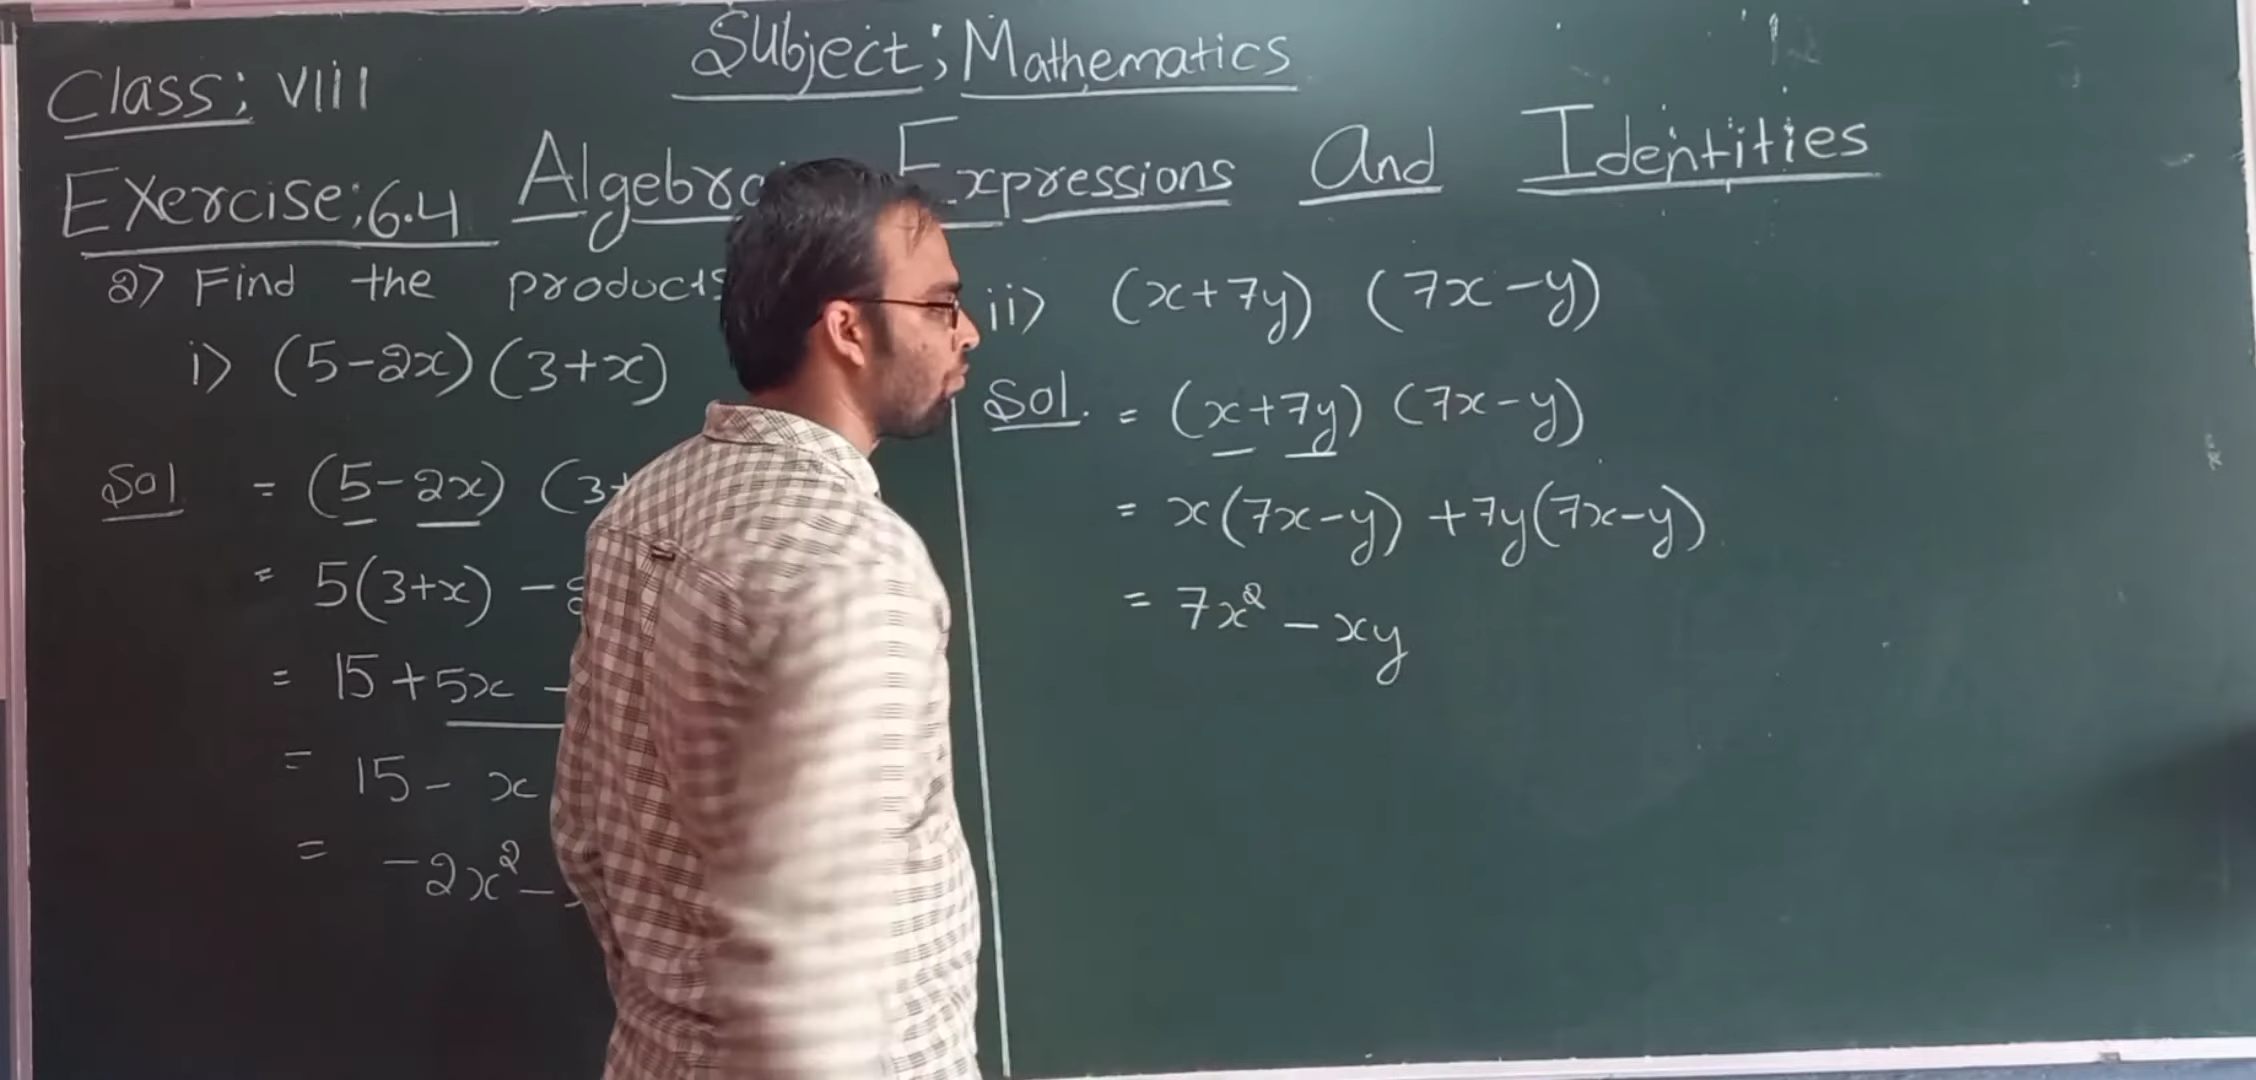 Subject; Mathematics
Class; VIII
Exercise; 6.4 Expressions And Identities
2) Find the products
i) (5-2x) (3+x)
Sol = (5-2x) (3+
= 5(3+x) -
= 15+5x -
= 15- x
= -2x² -
ii) (x+7y) (7x-y)
Sol. = (x+7y) (7x-y)
= x(7x-y) +7y(7x-y)
= 7x² - xy